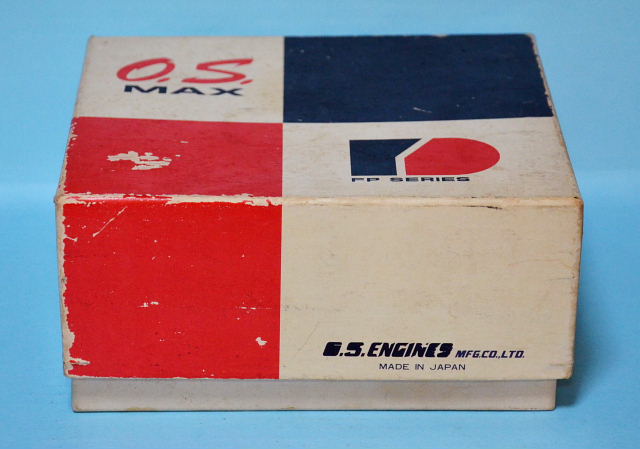 O.S.
MAX
FP SERIES
O.S. ENGINES MFG.CO.,LTD.
MADE IN JAPAN